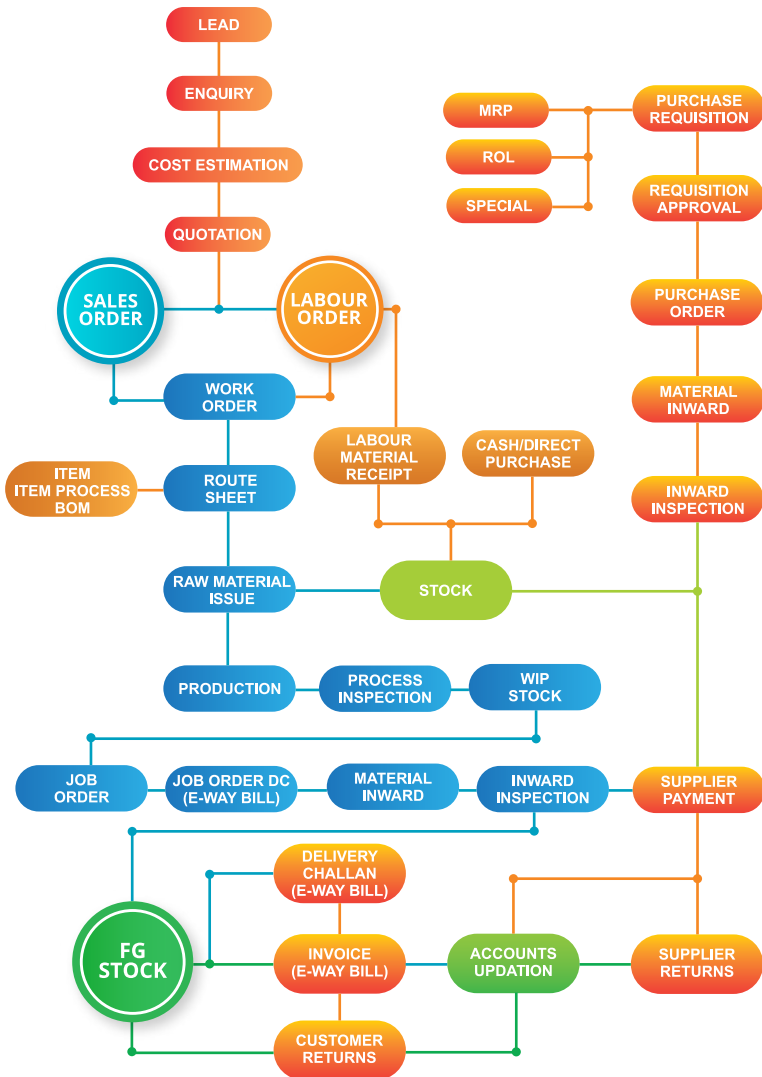 LEAD
ENQUIRY
COST ESTIMATION
QUOTATION
MRP
ROL
SPECIAL
PURCHASE
REQUISITION
REQUISITION
APPROVAL
PURCHASE
ORDER
MATERIAL
INWARD
INWARD
INSPECTION
SALES
ORDER
LABOUR
ORDER
WORK
ORDER
LABOUR
MATERIAL
RECEIPT
CASH/DIRECT
PURCHASE
ITEM
ITEM PROCESS
BOM
ROUTE
SHEET
RAW MATERIAL
ISSUE
STOCK
PRODUCTION
PROCESS
INSPECTION
WIP
STOCK
JOB
ORDER
JOB ORDER DC
(E-WAY BILL)
MATERIAL
INWARD
INWARD
INSPECTION
SUPPLIER
PAYMENT
DELIVERY
CHALLAN
(E-WAY BILL)
FG
STOCK
INVOICE
(E-WAY BILL)
ACCOUNTS
UPDATION
SUPPLIER
RETURNS
CUSTOMER
RETURNS